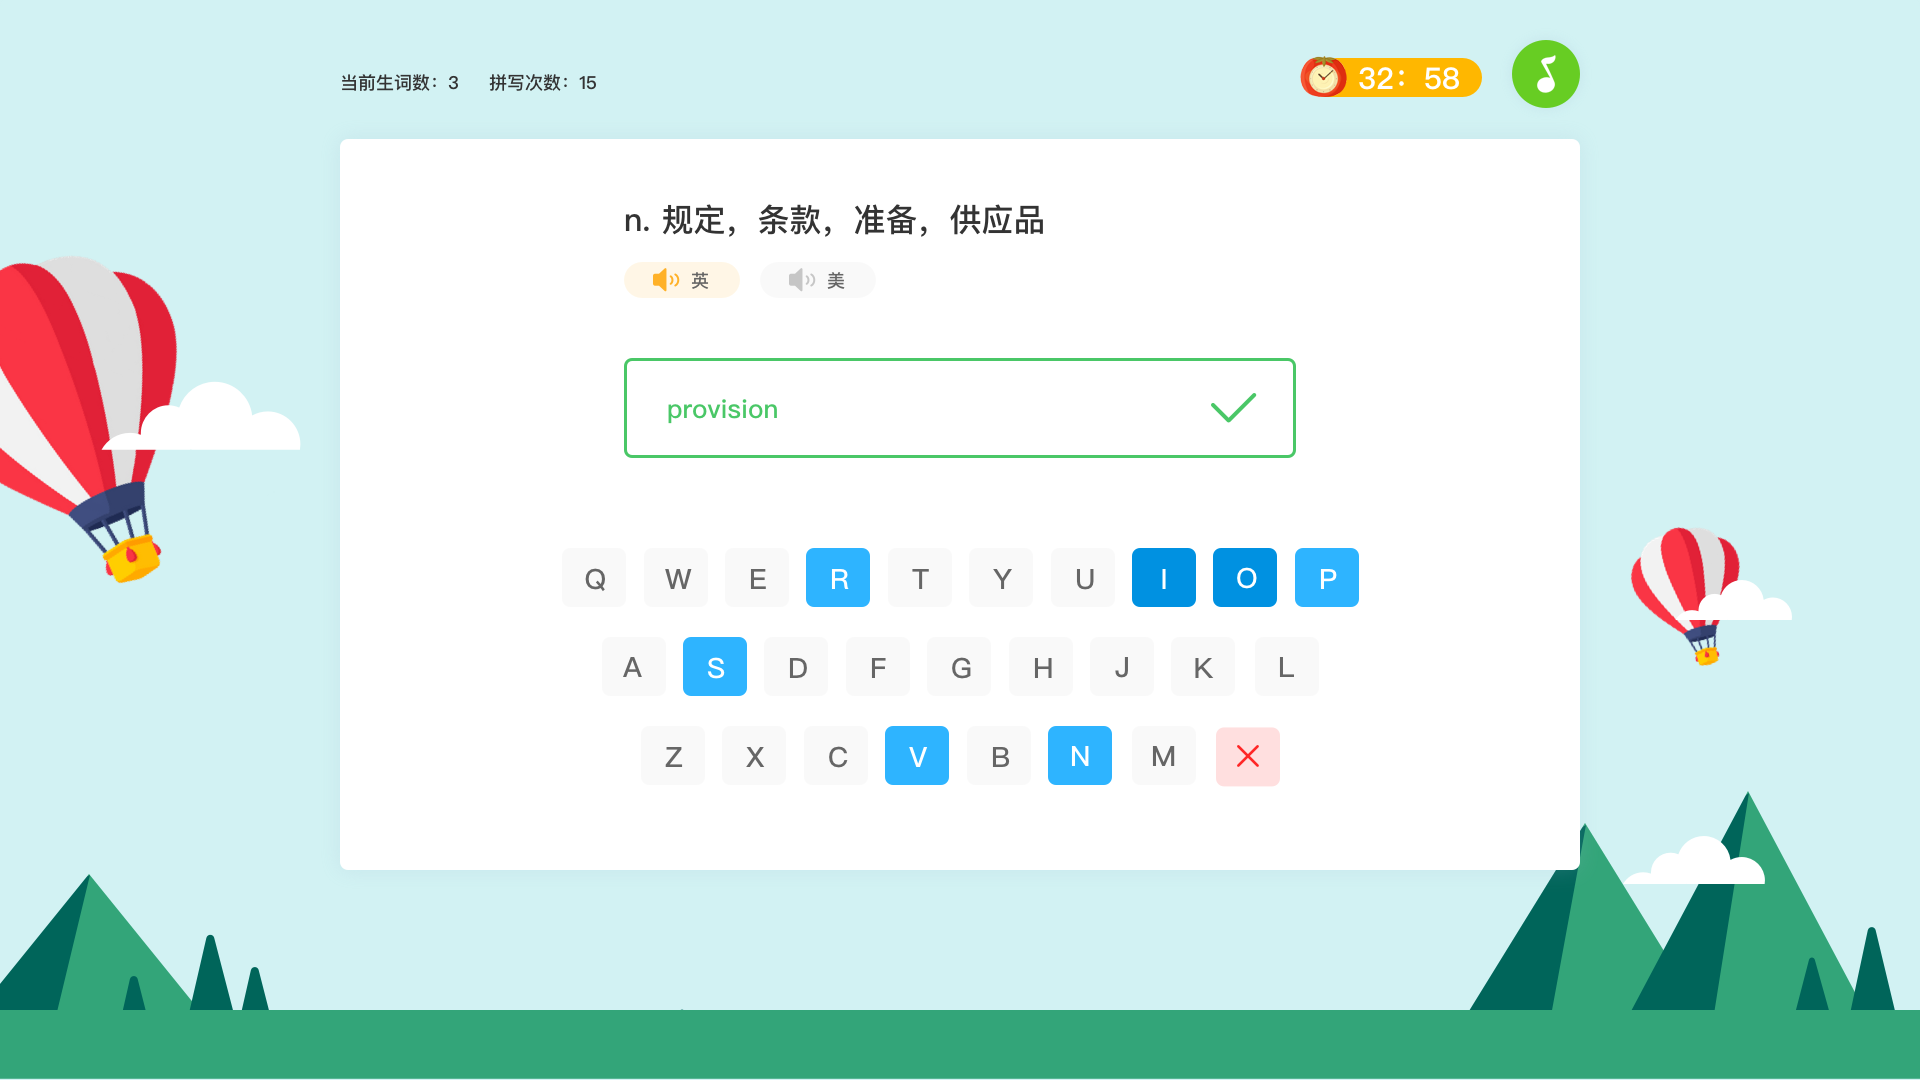 当前生词数：3 拼写次数：15
32：58
n. 规定，条款，准备，供应品
英 美
provision
Q W E R T Y U I O P
A S D F G H J K L
Z X C V B N M